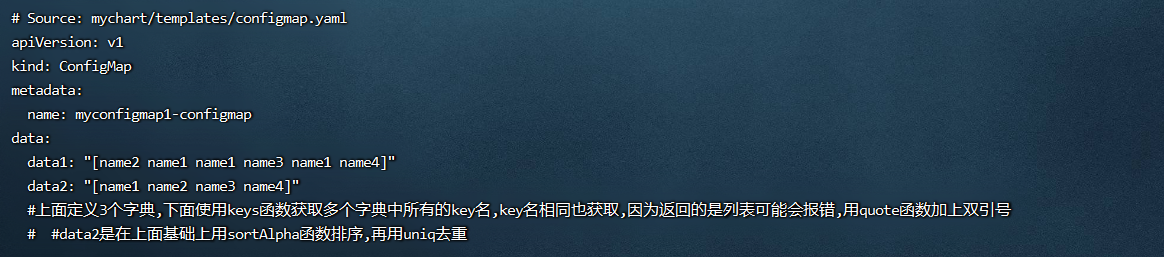 # Source: mychart/templates/configmap.yaml
apiVersion: v1
kind: ConfigMap
metadata:
  name: myconfigmap1-configmap
data:
  data1: "[name2 name1 name1 name3 name1 name4]"
  data2: "[name1 name2 name3 name4]"
  #上面定义3个字典,下面使用keys函数获取多个字典中所有的key名,key名相同也获取,因为返回的是列表可能会报错,用quote函数加上双引号
  #  #data2是在上面基础上用sortAlpha函数排序,再用uniq去重